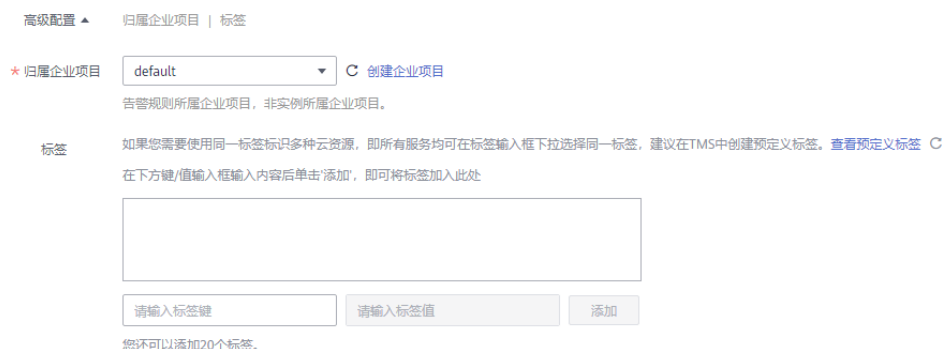 高级配置 ▲ 归属企业项目 | 标签
* 归属企业项目 default ▼ C 创建企业项目
告警规则所属企业项目，非实例所属企业项目。
标签 如果您需要使用同一标签标识多种云资源，即所有服务均可在标签输入框下拉选择同一标签，建议在TMS中创建预定义标签。查看预定义标签 C
在下方键/值输入框输入内容后单击'添加'，即可将标签加入此处
请输入标签键 请输入标签值 添加
您还可以添加20个标签。